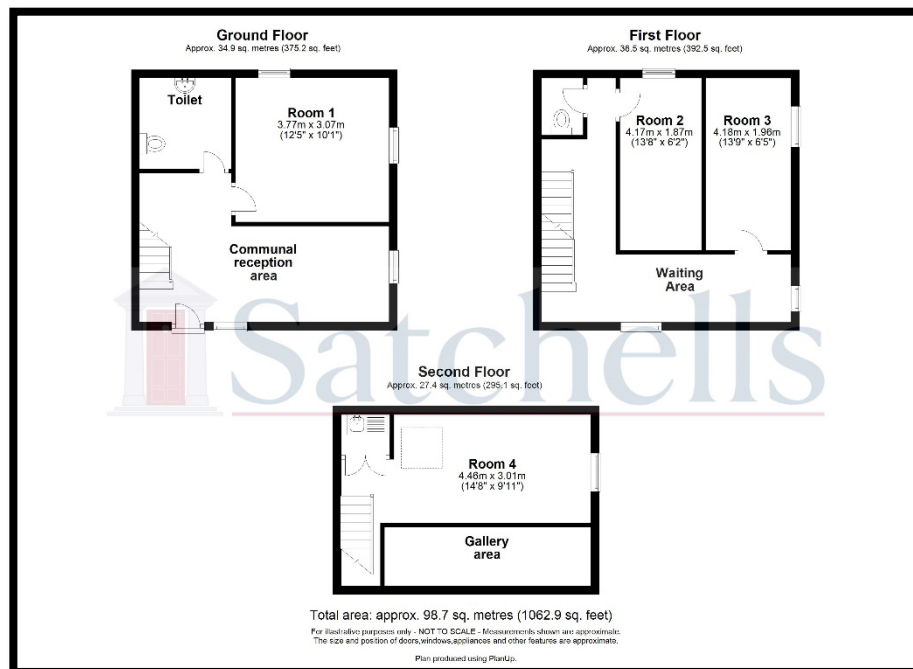 Ground Floor
Approx. 34.9 sq. metres (375.2 sq. feet)
Toilet
Room 1
3.77m x 3.07m
(12'5" x 10'1")
Communal
reception
area
First Floor
Approx. 36.5 sq. metres (392.5 sq. feet)
Room 2
4.17m x 1.87m
(13'8" x 6'2")
Room 3
4.18m x 1.96m
(13'9" x 6'5")
Waiting
Area
Satchells
Second Floor
Approx. 27.4 sq. metres (295.1 sq. feet)
Room 4
4.46m x 3.01m
(14'8" x 9'11")
Gallery
area
Total area: approx. 98.7 sq. metres (1062.9 sq. feet)
For illustrative purposes only - NOT TO SCALE - Measurements shown are approximate.
The size and position of doors,windows,appliances and other features are approximate.
Plan produced using PlanUp.